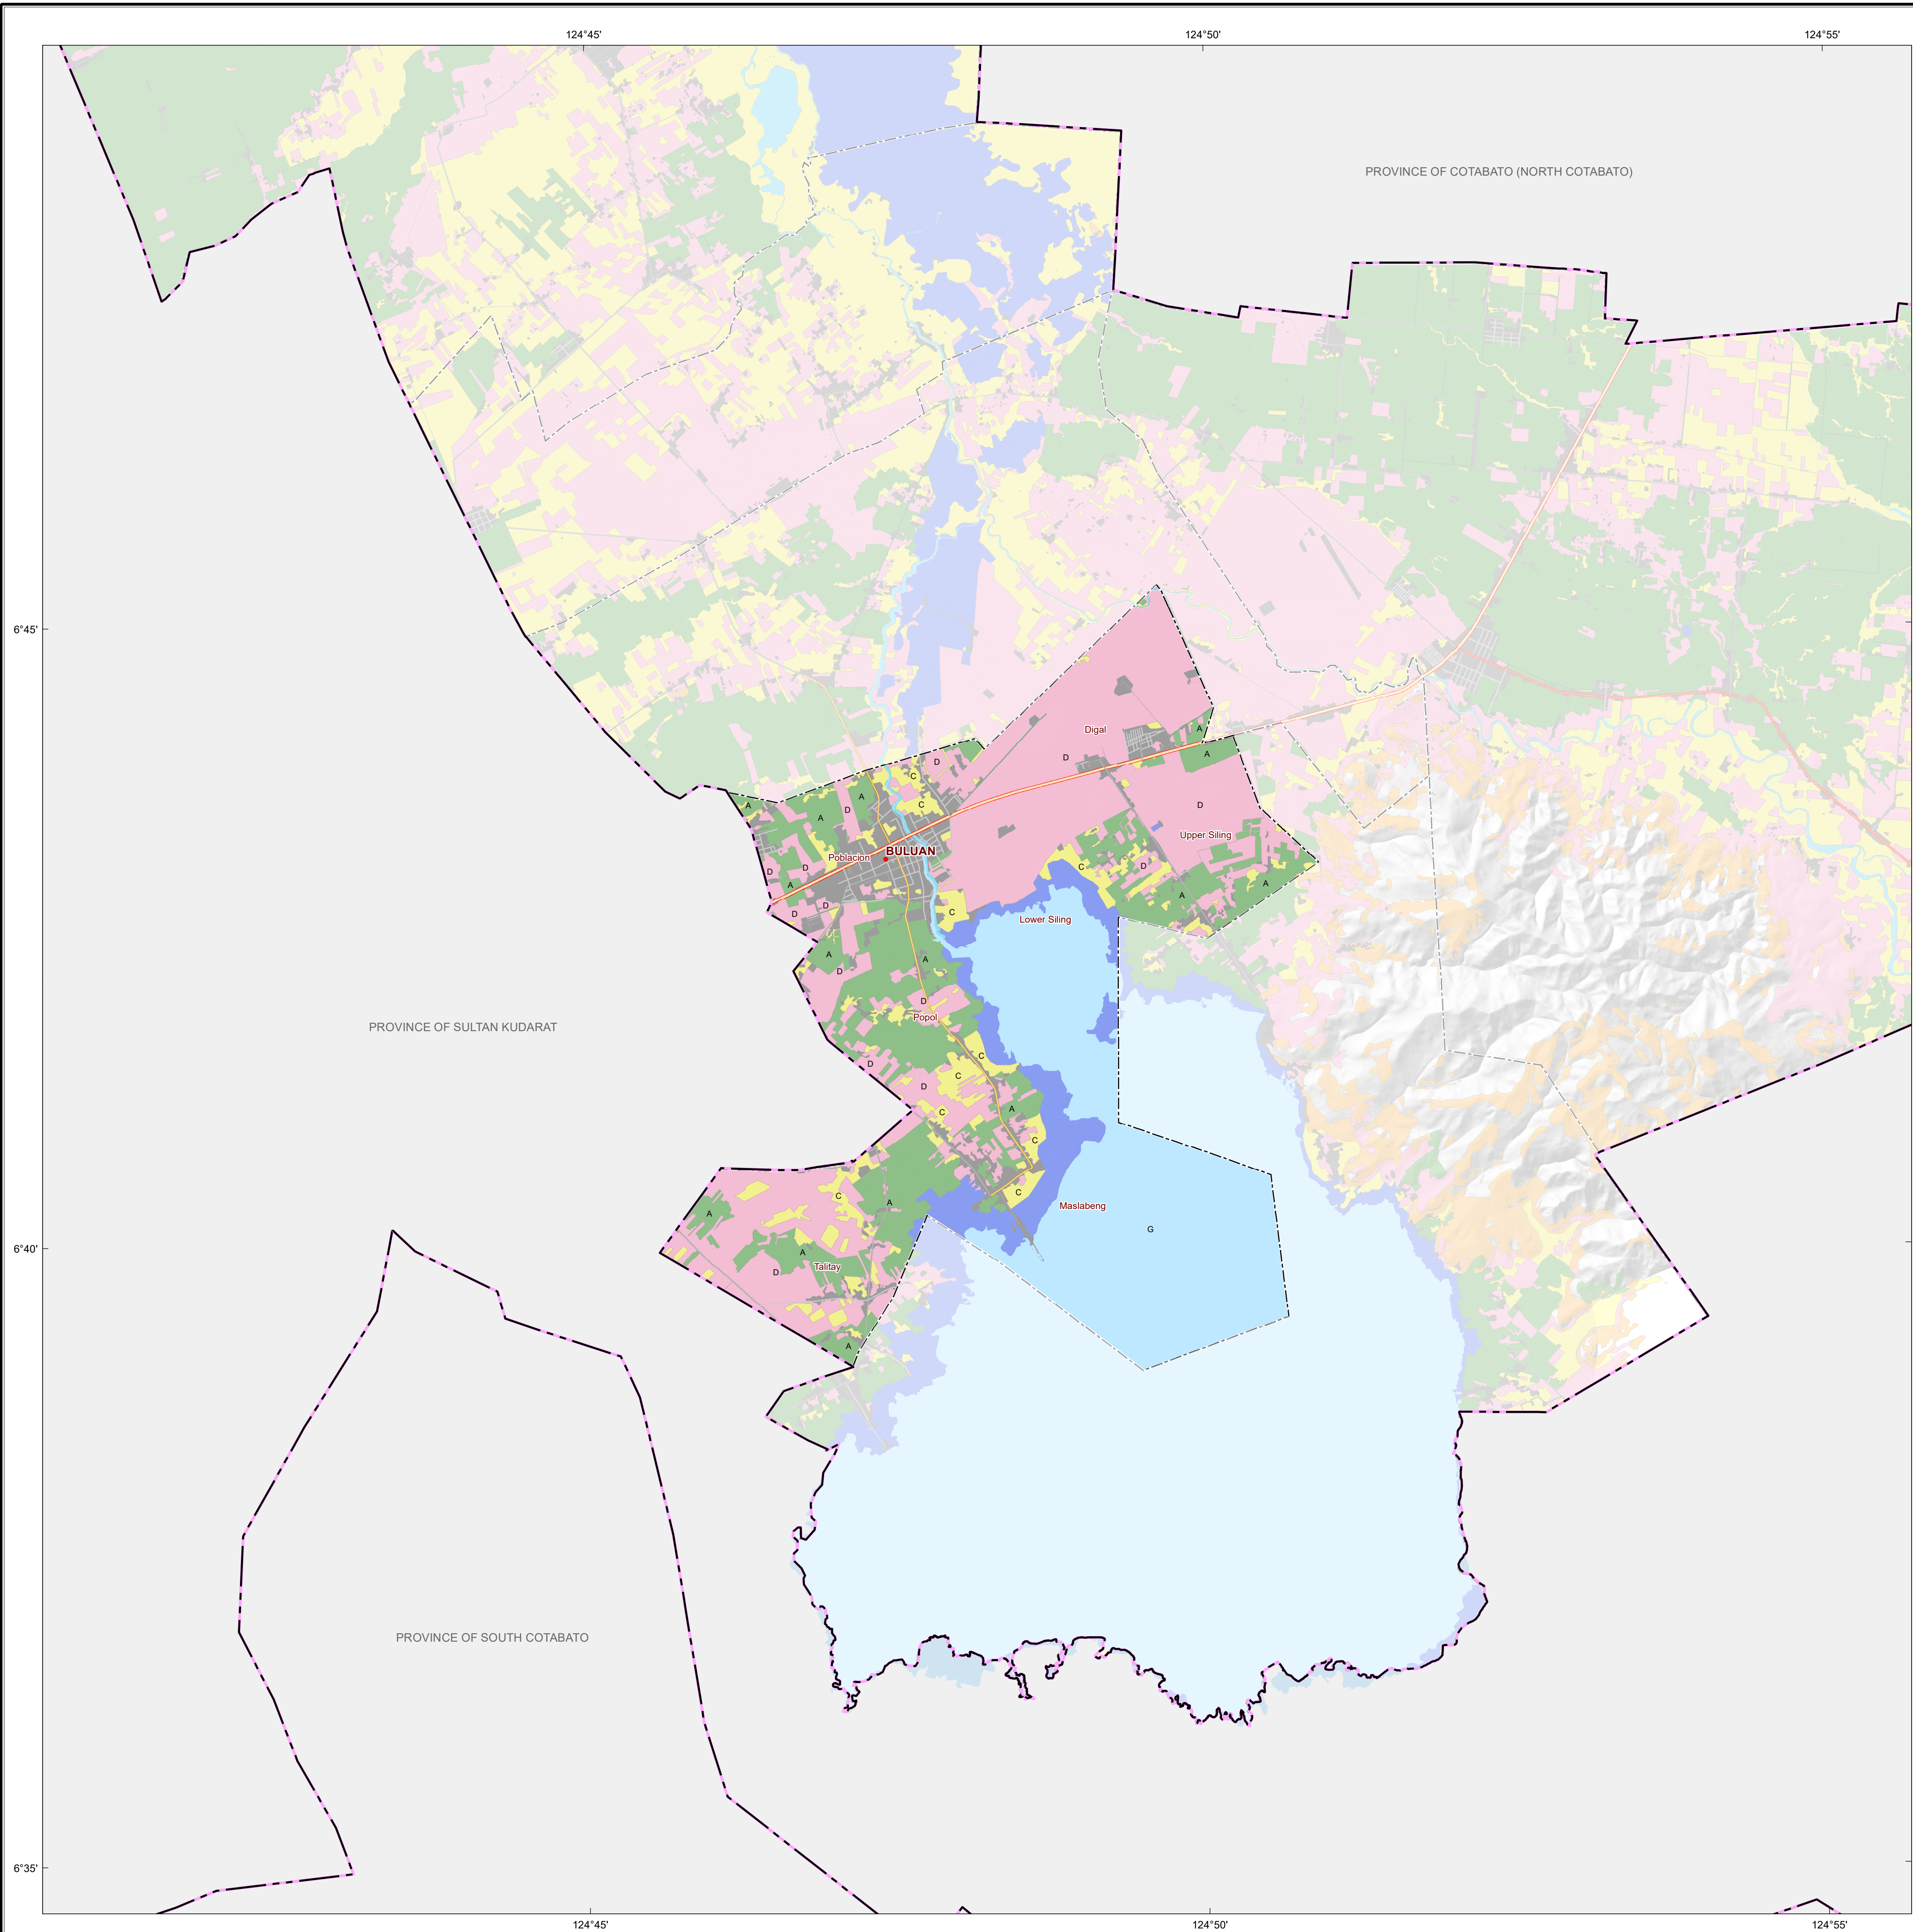 124°45' 124°50' 124°55'
PROVINCE OF COTABATO (NORTH COTABATO)
6°45'
Digal
A
D
A
D
C
A
C
A
D
A
D
Upper Siling
BULUAN
Poblacion
C
D
D
D
A
A
A
D
D
C
Lower Siling
A
A
D
D
Popol
PROVINCE OF SULTAN KUDARAT
C
D
C
D
A
C
C
C
C
A
Maslabeng
A
G
6°40'
A
D
Talitay
A
PROVINCE OF SOUTH COTABATO
6°35'
124°45' 124°50' 124°55'